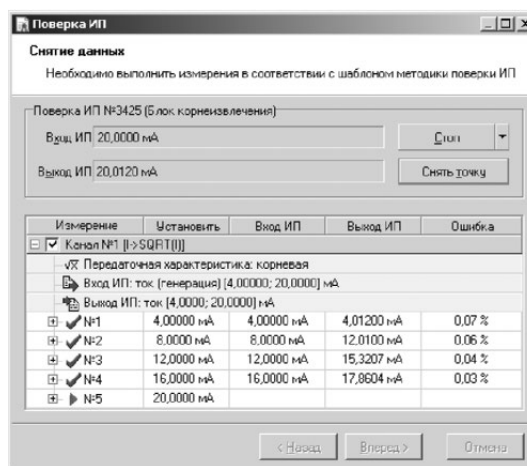 Поверка ИП
Снятие данных
Необходимо выполнить измерения в соответствии с шаблоном методики поверки ИП
Поверка ИП №3425 (Блок корнеизвлечения)
Вход ИП 20,0000 мА
Стоп
Выход ИП 20,0120 мА
Снять точку
Измерение Установить Вход ИП Выход ИП Ошибка
Канал №1 [I->SQRT(I)]
√x Передаточная характеристика: корневая
Вход ИП: ток (генерация) [4,00000; 20,0000] мА
Выход ИП: ток [4,0000; 20,0000] мА
№1 4,00000 мА 4,00000 мА 4,01200 мА 0,07 %
№2 8,0000 мА 8,0000 мА 12,0100 мА 0,06 %
№3 12,0000 мА 12,0000 мА 15,3207 мА 0,04 %
№4 16,0000 мА 16,0000 мА 17,8604 мА 0,03 %
№5 20,0000 мА
< Назад Вперед > Отмена